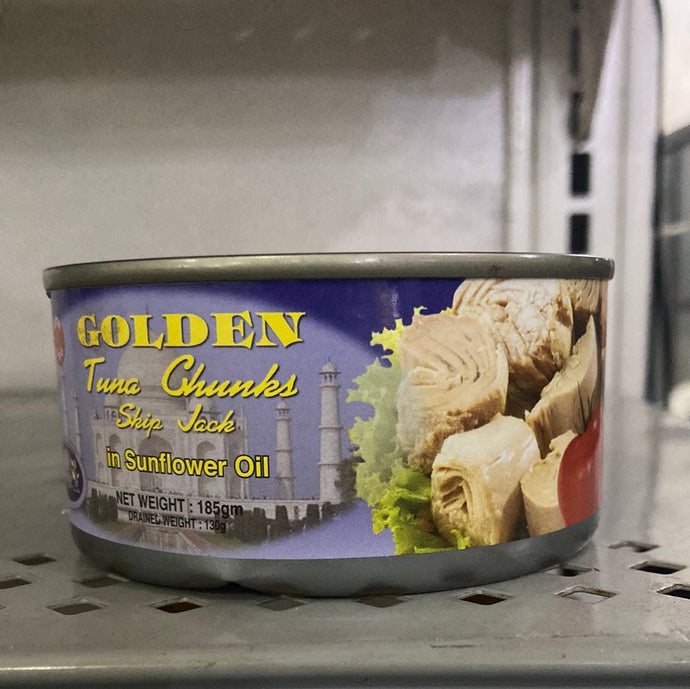 GOLDEN
Tuna Chunks
Skip Jack
in Sunflower Oil
NET WEIGHT : 185gm
DRAINED WEIGHT : 130g